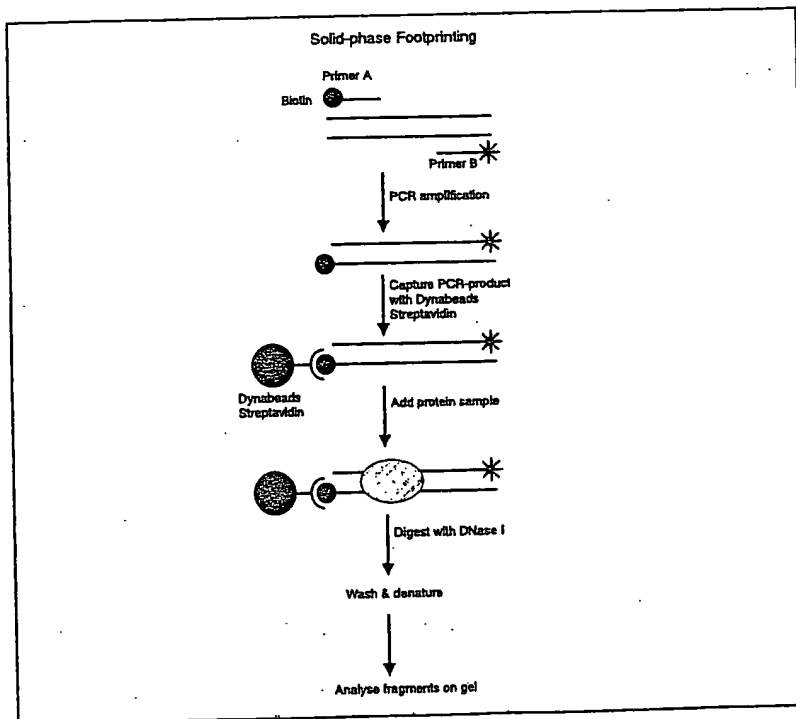 Solid-phase Footprinting
Primer A
Biotin
Primer B
PCR amplification
Capture PCR-product
with Dynabeads
Streptavidin
Dynabeads
Streptavidin
Add protein sample
Digest with DNase I
Wash & denature
Analyse fragments on gel